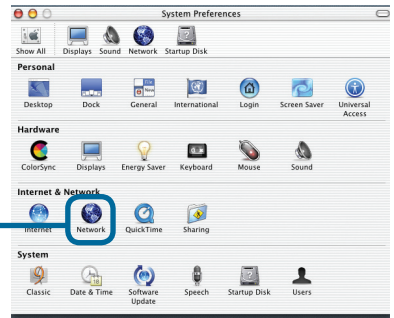 System Preferences
Show All Displays Sound Network Startup Disk
Personal
Desktop Dock General International Login Screen Saver Universal Access
Hardware
ColorSync Displays Energy Saver Keyboard Mouse Sound
Internet & Network
Internet Network QuickTime Sharing
System
Classic Date & Time Software Update Speech Startup Disk Users